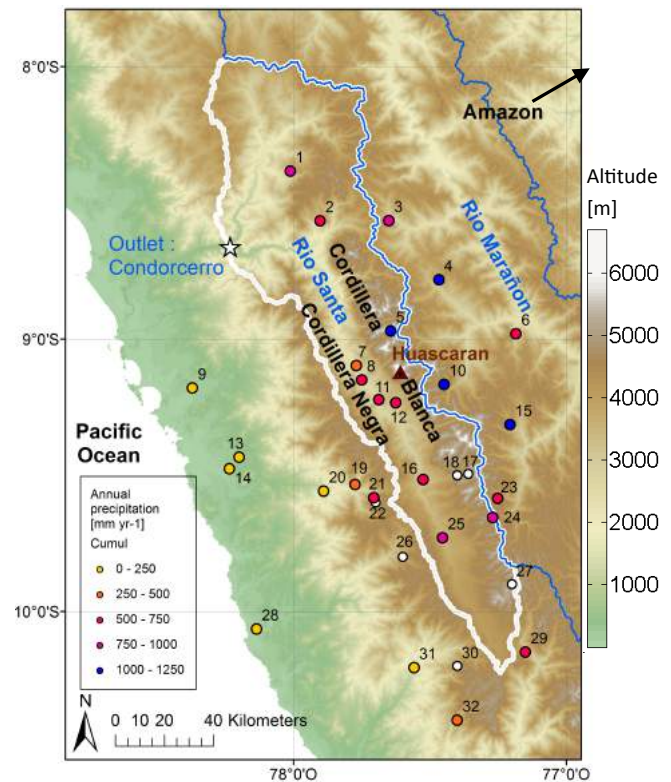 8°S
9°S
10°0'S
78°0'O
77°0'O
Amazon
Altitude
[m]
6000
5000
4000
3000
2000
1000
Outlet :
Condorcerro
Rio Santa
Cordillera
Blanca
Cordillera Negra
Rio Marañon
Huascaran
Pacific
Ocean
1
2
3
4
5
6
7
8
9
10
11
12
13
14
15
16
17
18
19
20
21
22
23
24
25
26
27
28
29
30
31
32
Annual
precipitation
[mm yr-1]
Cumul
0 - 250
250 - 500
500 - 750
750 - 1000
1000 - 1250
N
0 10 20 40 Kilometers